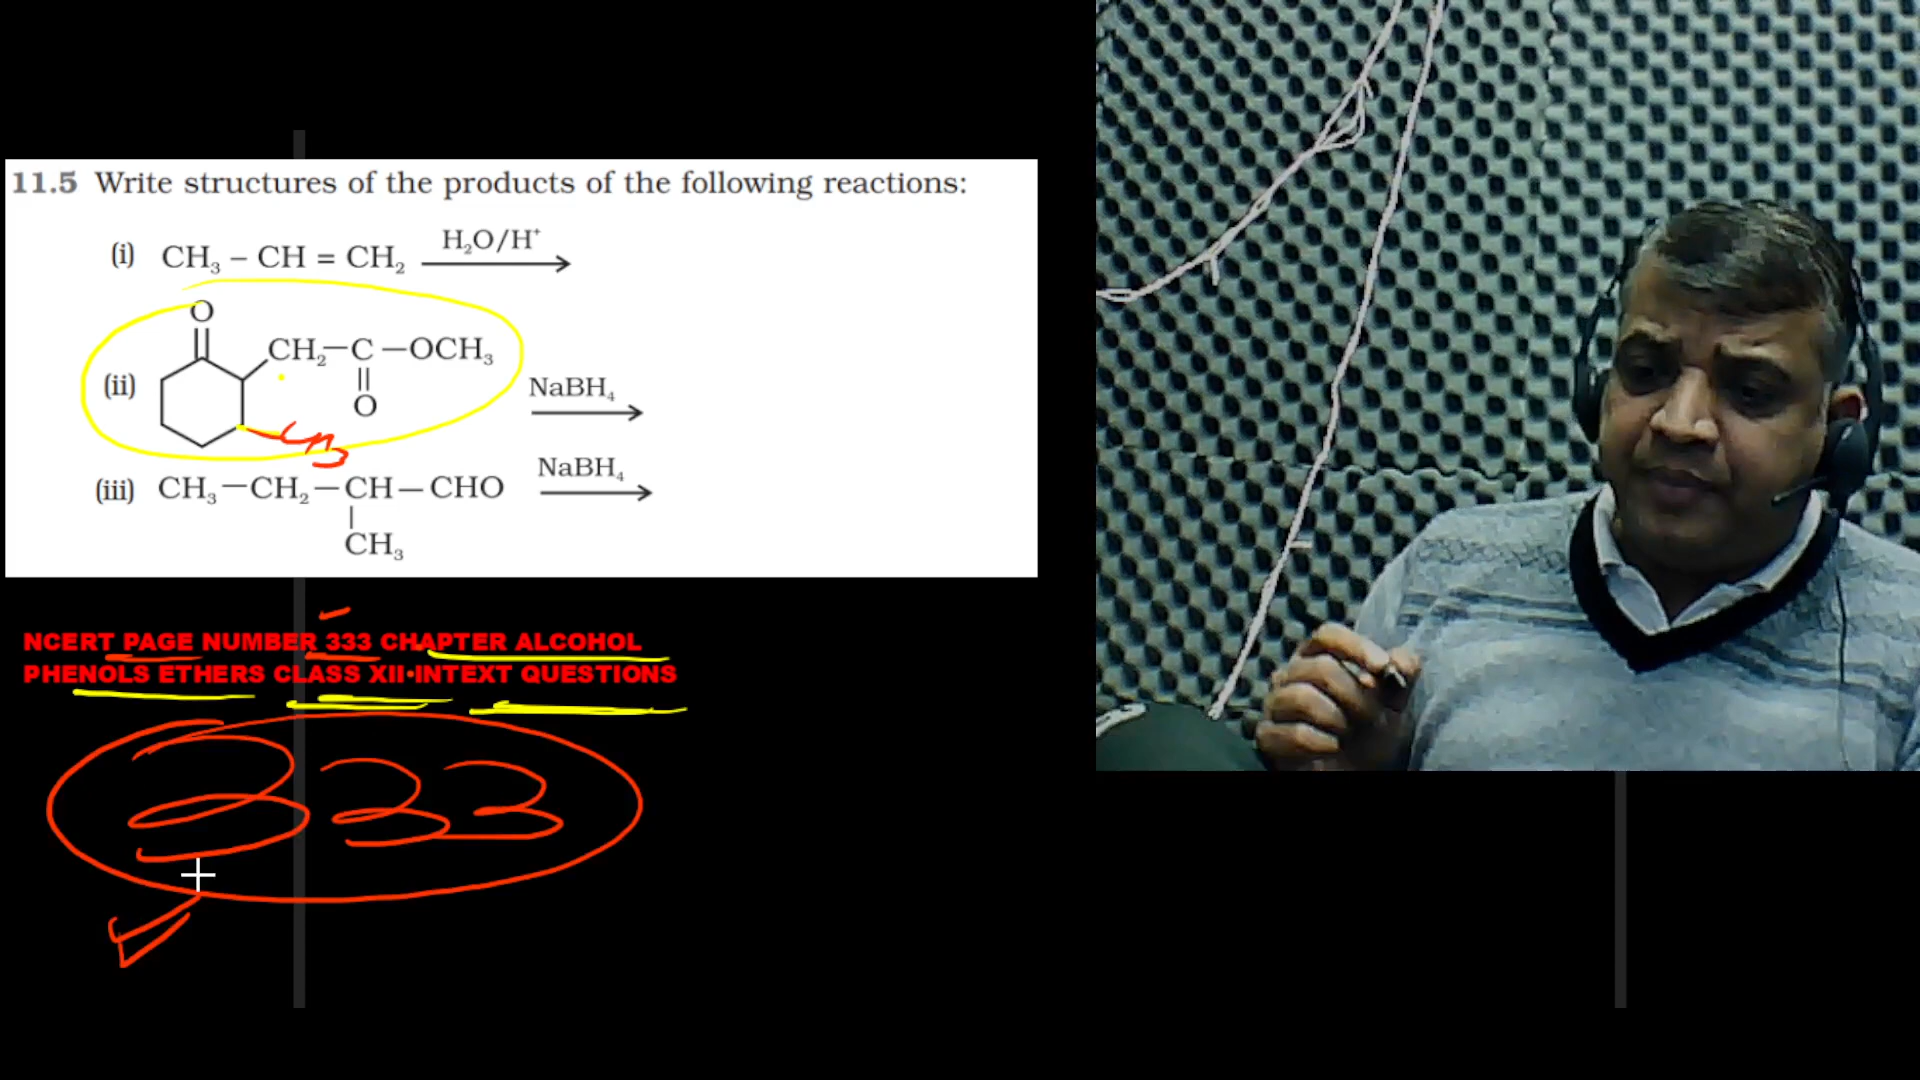 11.5 Write structures of the products of the following reactions:
(i) CH₃ – CH = CH₂ H₂O/H⁺
O
(ii) CH₂–C–OCH₃ NaBH₄
O
(iii) CH₃–CH₂–CH–CHO NaBH₄
CH₃
NCERT PAGE NUMBER 333 CHAPTER ALCOHOL
PHENOLS ETHERS CLASS XII•INTEXT QUESTIONS
333